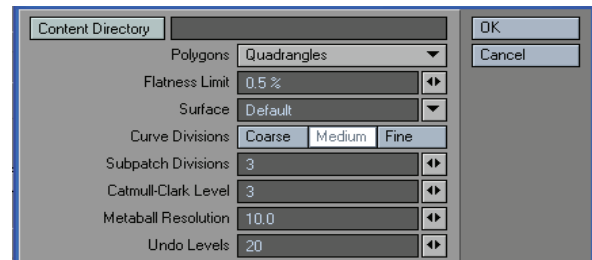 Content Directory OK
Polygons Quadrangles Cancel
Flatness Limit 0.5 %
Surface Default
Curve Divisions Coarse Medium Fine
Subpatch Divisions 3
Catmull-Clark Level 3
Metaball Resolution 10.0
Undo Levels 20